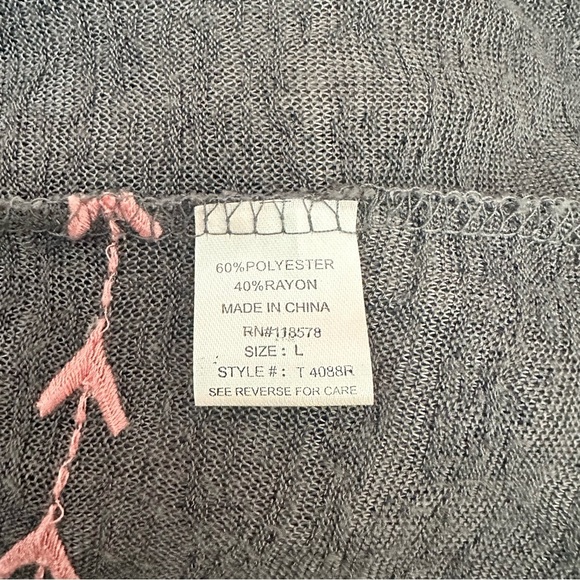 60%POLYESTER
40%RAYON
MADE IN CHINA
RN#118578
SIZE : L
STYLE # : T 4088R
SEE REVERSE FOR CARE